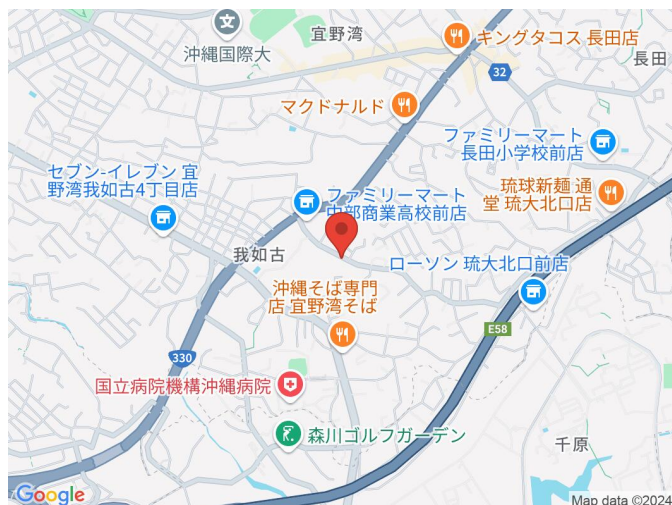 宜野湾
沖縄国際大
キングタコス 長田店
32
長田
マクドナルド
ファミリーマート
長田小学校前店
セブン-イレブン 宜
野湾我如古4丁目店
琉球新麺 通
堂 琉大北口店
ファミリーマート
中部商業高校前店
我如古
ローソン 琉大北口前店
沖縄そば専門
店 宜野湾そば
E58
330
国立病院機構沖縄病院
森川ゴルフガーデン
千原
Google
Map data ©2024